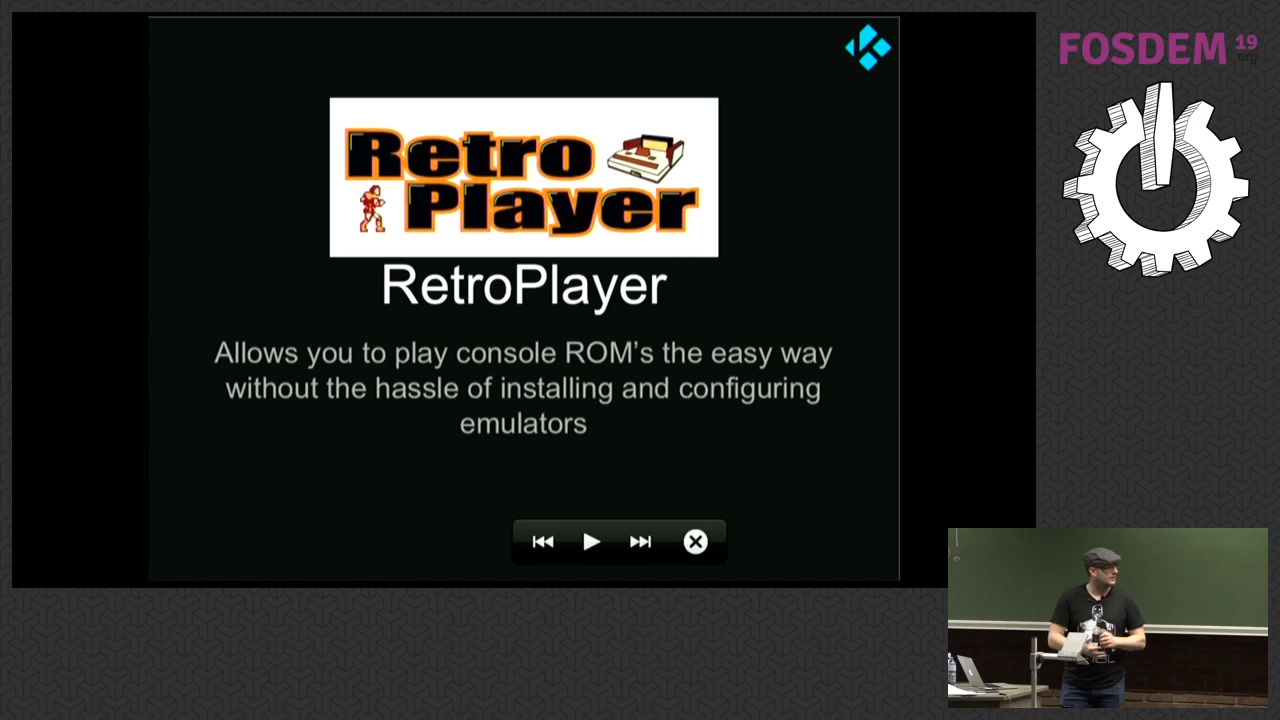 FOSDEM 19
.org
Retro
Player
RetroPlayer
Allows you to play console ROM's the easy way
without the hassle of installing and configuring
emulators